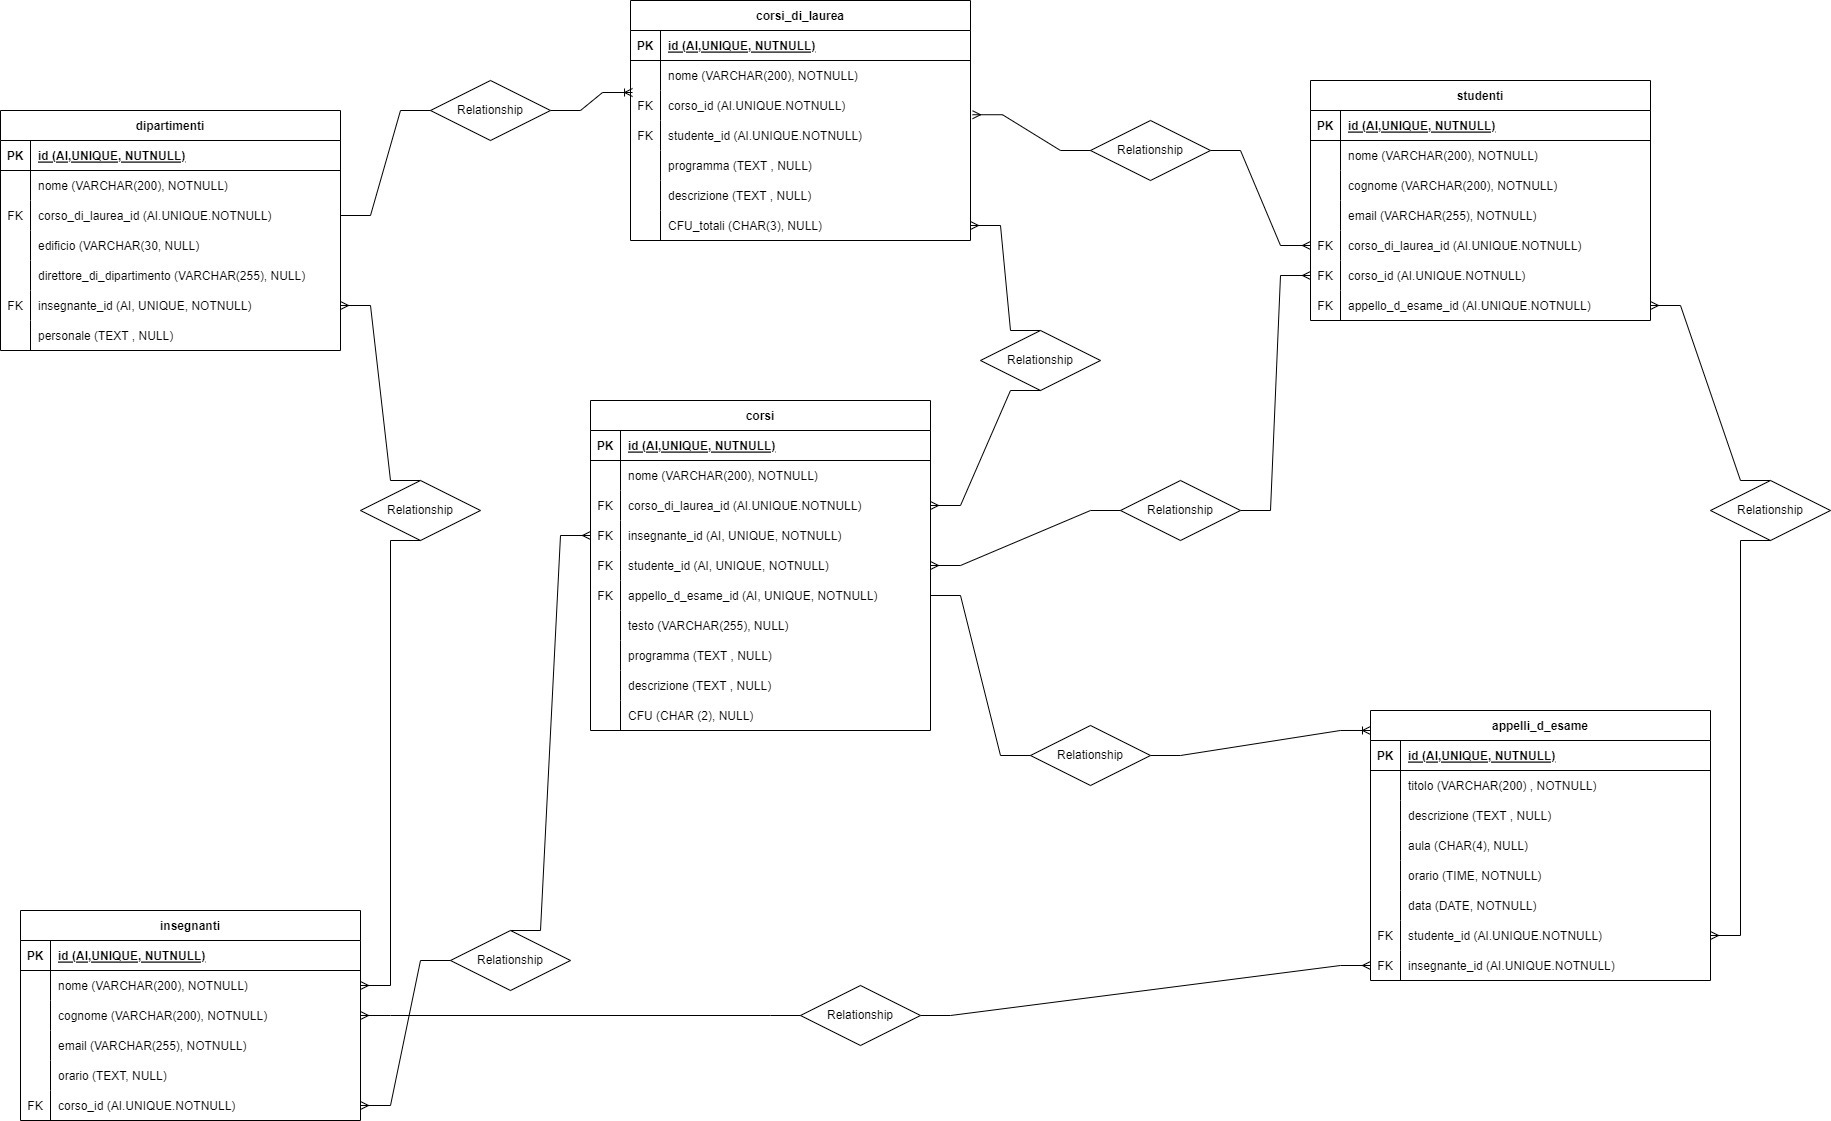 corsi_di_laurea
PK id (AI,UNIQUE, NUTNULL)
nome (VARCHAR(200), NOTNULL)
FK corso_id (AI.UNIQUE.NOTNULL)
FK studente_id (AI.UNIQUE.NOTNULL)
programma (TEXT , NULL)
descrizione (TEXT , NULL)
CFU_totali (CHAR(3), NULL)
studenti
PK id (AI,UNIQUE, NUTNULL)
nome (VARCHAR(200), NOTNULL)
cognome (VARCHAR(200), NOTNULL)
email (VARCHAR(255), NOTNULL)
FK corso_di_laurea_id (AI.UNIQUE.NOTNULL)
FK corso_id (AI.UNIQUE.NOTNULL)
FK appello_d_esame_id (AI.UNIQUE.NOTNULL)
dipartimenti
PK id (AI,UNIQUE, NUTNULL)
nome (VARCHAR(200), NOTNULL)
FK corso_di_laurea_id (AI.UNIQUE.NOTNULL)
edificio (VARCHAR(30, NULL)
direttore_di_dipartimento (VARCHAR(255), NULL)
FK insegnante_id (AI, UNIQUE, NOTNULL)
personale (TEXT , NULL)
Relationship
Relationship
Relationship
corsi
PK id (AI,UNIQUE, NUTNULL)
nome (VARCHAR(200), NOTNULL)
FK corso_di_laurea_id (AI.UNIQUE.NOTNULL)
FK insegnante_id (AI, UNIQUE, NOTNULL)
FK studente_id (AI, UNIQUE, NOTNULL)
FK appello_d_esame_id (AI, UNIQUE, NOTNULL)
testo (VARCHAR(255), NULL)
programma (TEXT , NULL)
descrizione (TEXT , NULL)
CFU (CHAR (2), NULL)
Relationship
Relationship
Relationship
Relationship
appelli_d_esame
PK id (AI,UNIQUE, NUTNULL)
titolo (VARCHAR(200) , NOTNULL)
descrizione (TEXT , NULL)
aula (CHAR(4), NULL)
orario (TIME, NOTNULL)
data (DATE, NOTNULL)
FK studente_id (AI.UNIQUE.NOTNULL)
FK insegnante_id (AI.UNIQUE.NOTNULL)
insegnanti
PK id (AI,UNIQUE, NUTNULL)
nome (VARCHAR(200), NOTNULL)
cognome (VARCHAR(200), NOTNULL)
email (VARCHAR(255), NOTNULL)
orario (TEXT, NULL)
FK corso_id (AI.UNIQUE.NOTNULL)
Relationship
Relationship